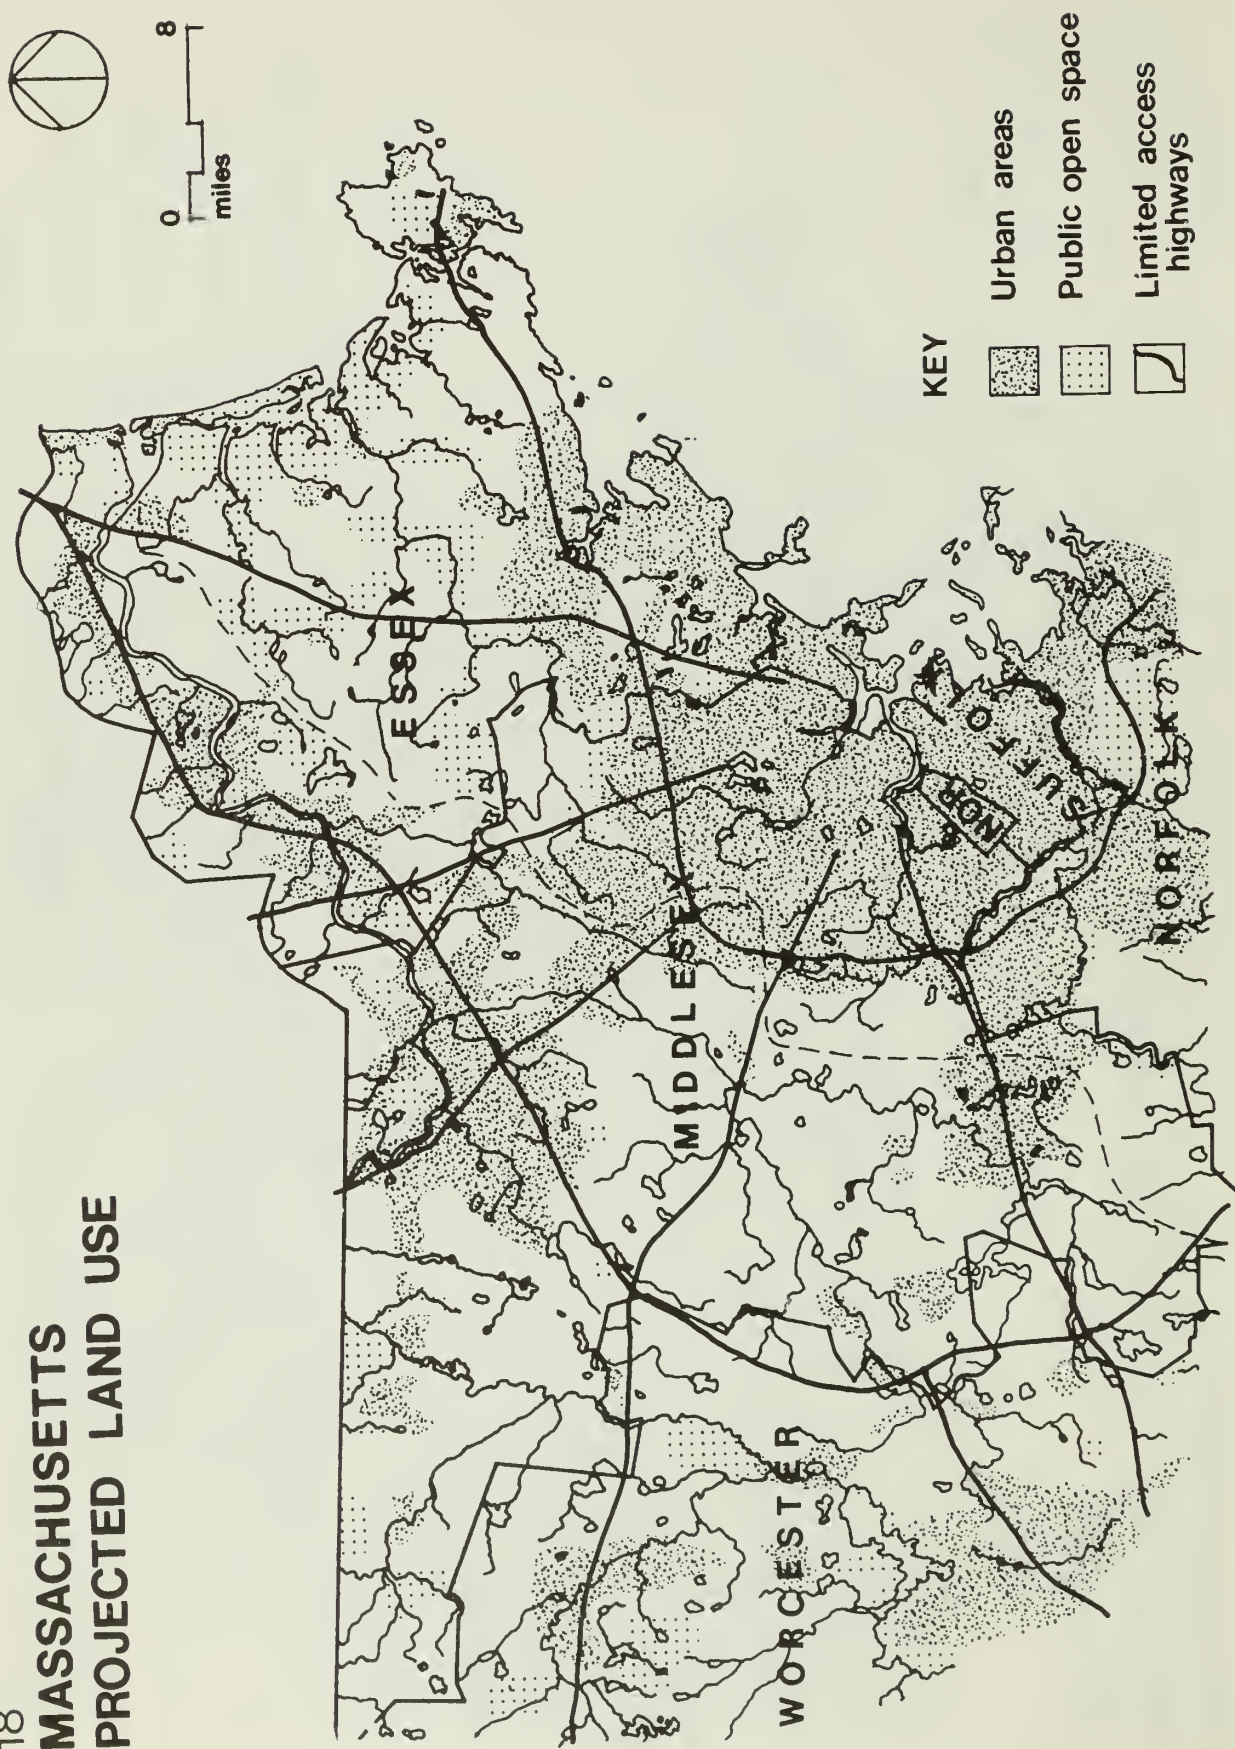 18
MASSACHUSETTS
PROJECTED LAND USE
0 8
miles
ESSEX
MIDDLESEX
WORCESTER
SUFFOLK
NOR
NORFOLK
KEY
Urban areas
Public open space
Limited access
highways